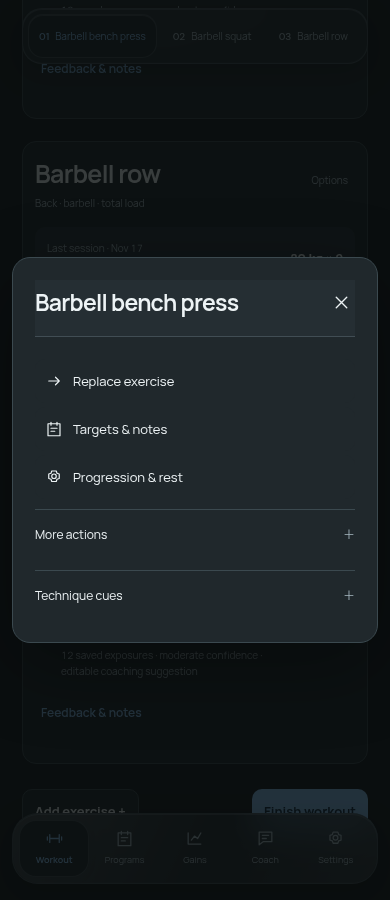 01 Barbell bench press 02 Barbell squat 03 Barbell row
Feedback & notes
Barbell row
Options
Back · barbell · total load
Last session · Nov 17
Barbell bench press
Replace exercise
Targets & notes
Progression & rest
More actions +
Technique cues +
12 saved exposures · moderate confidence
editable coaching suggestion
Feedback & notes
Add exercise +
Finish workout
Workout Programs Gains Coach Settings